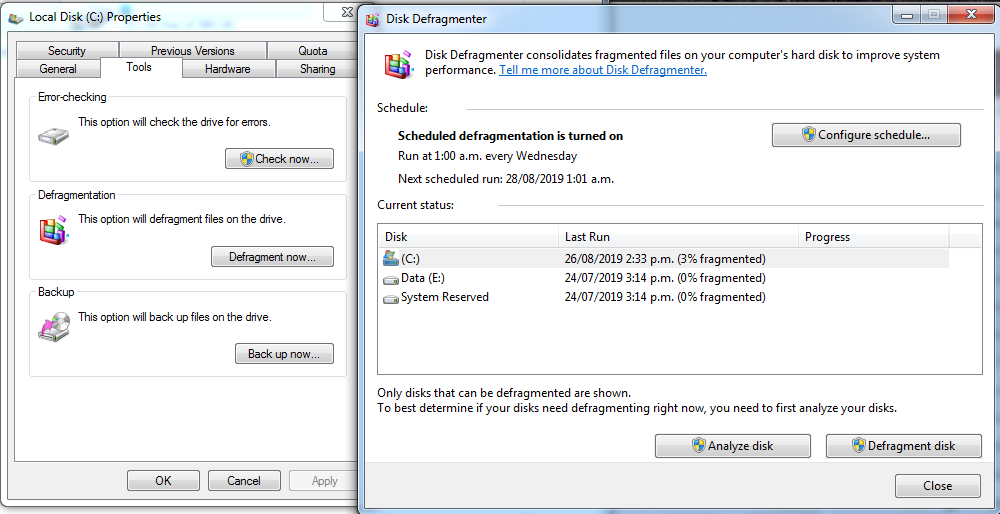 Local Disk (C:) Properties
Security
Previous Versions
Quota
General
Tools
Hardware
Sharing
Error-checking
This option will check the drive for errors.
Check now...
Defragmentation
This option will defragment files on the drive.
Defragment now...
Backup
This option will back up files on the drive.
Back up now...
OK
Cancel
Apply
Disk Defragmenter
Disk Defragmenter consolidates fragmented files on your computer's hard disk to improve system
performance. Tell me more about Disk Defragmenter.
Schedule:
Scheduled defragmentation is turned on
Configure schedule...
Run at 1:00 a.m. every Wednesday
Next scheduled run: 28/08/2019 1:01 a.m.
Current status:
Disk
Last Run
Progress
(C:)
26/08/2019 2:33 p.m. (3% fragmented)
Data (E:)
24/07/2019 3:14 p.m. (0% fragmented)
System Reserved
24/07/2019 3:14 p.m. (0% fragmented)
Only disks that can be defragmented are shown.
To best determine if your disks need defragmenting right now, you need to first analyze your disks.
Analyze disk
Defragment disk
Close